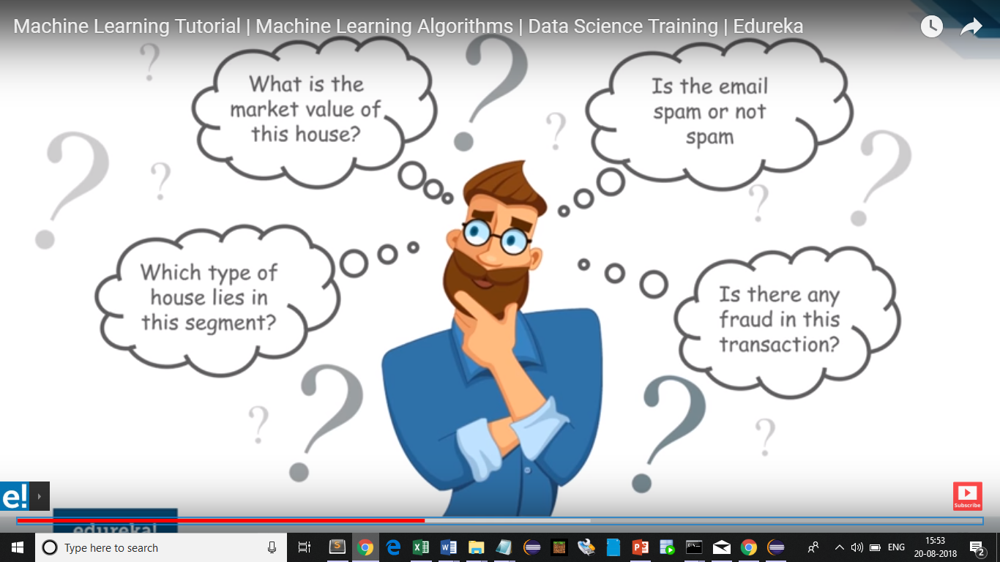 Machine Learning Tutorial | Machine Learning Algorithms | Data Science Training | Edureka
What is the
market value of
this house?
Is the email
spam or not
spam
Which type of
house lies in
this segment?
Is there any
fraud in this
transaction?
e!
Subscribe
edureka!
Type here to search
ENG
15:53
20-08-2018
2